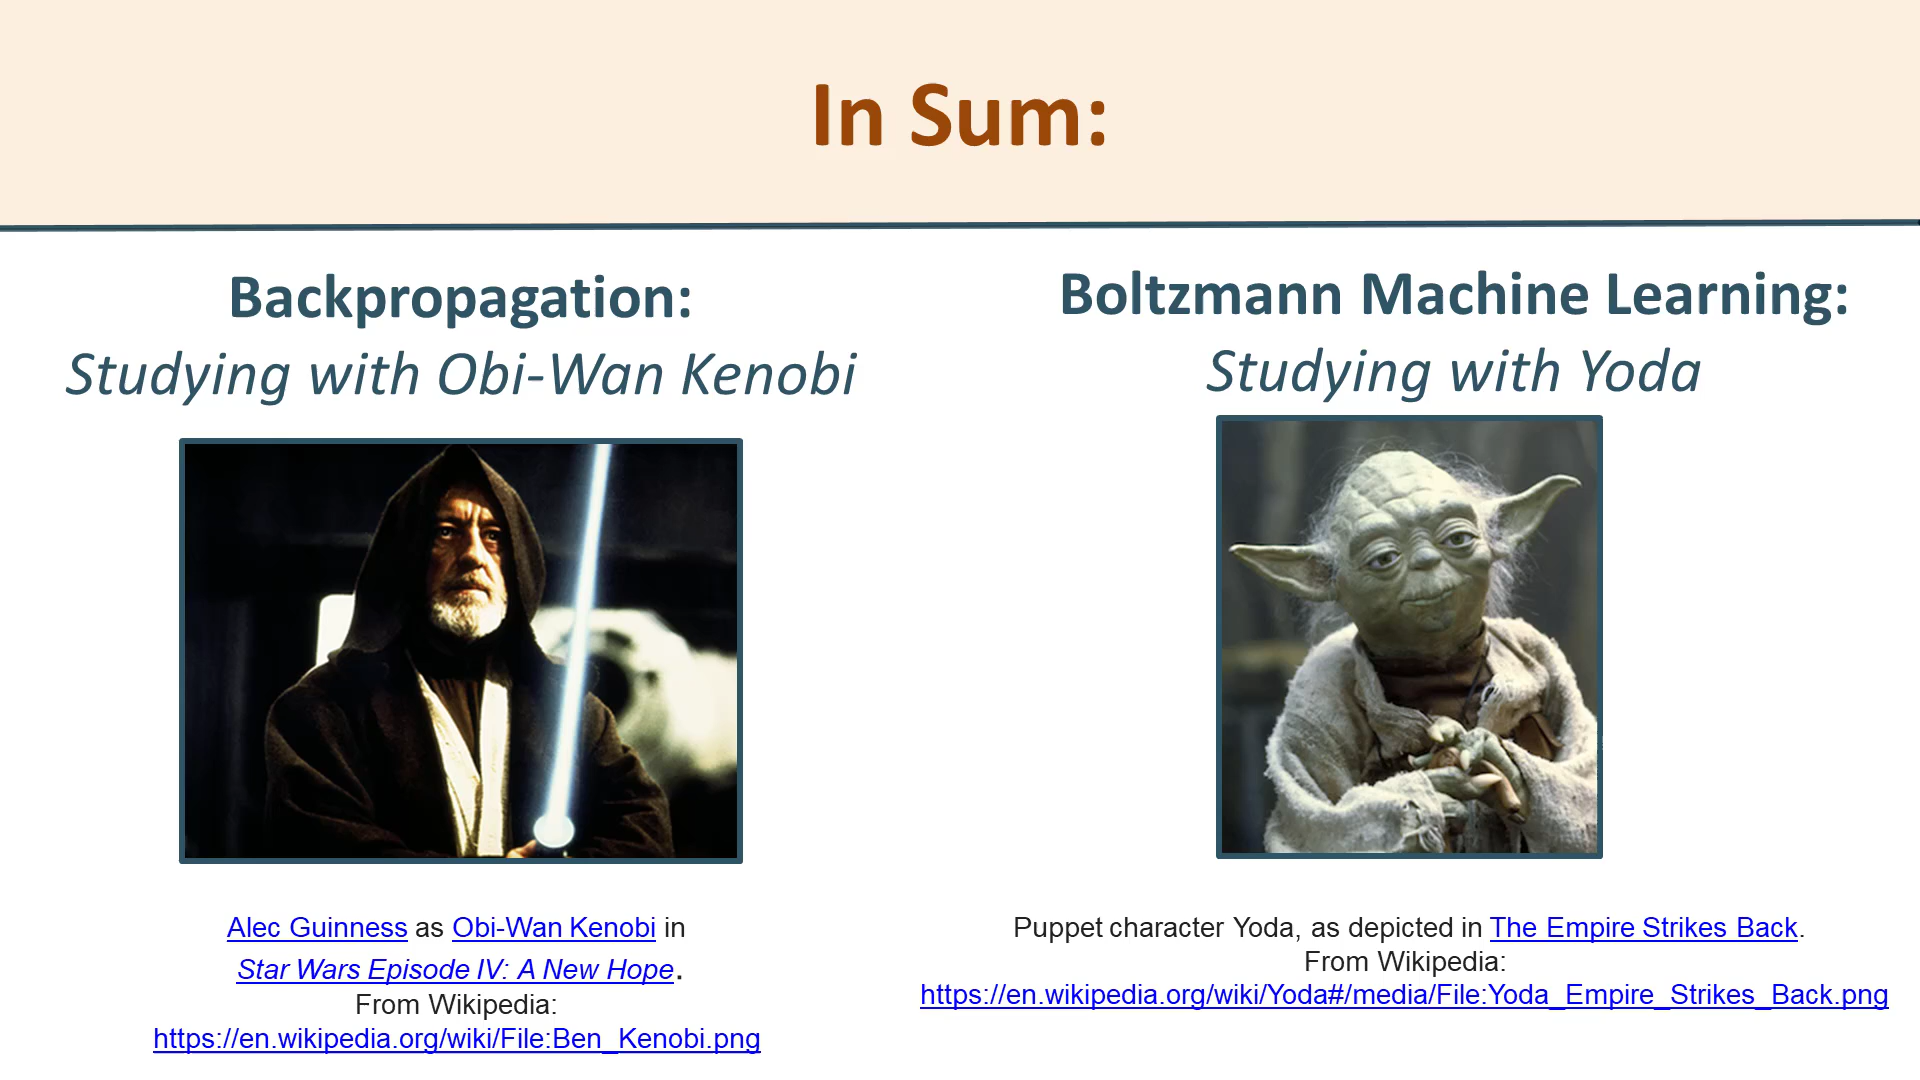 In Sum:
Backpropagation:
Studying with Obi-Wan Kenobi
Alec Guinness as Obi-Wan Kenobi in
Star Wars Episode IV: A New Hope.
From Wikipedia:
https://en.wikipedia.org/wiki/File:Ben_Kenobi.png
Boltzmann Machine Learning:
Studying with Yoda
Puppet character Yoda, as depicted in The Empire Strikes Back.
From Wikipedia:
https://en.wikipedia.org/wiki/Yoda#/media/File:Yoda_Empire_Strikes_Back.png